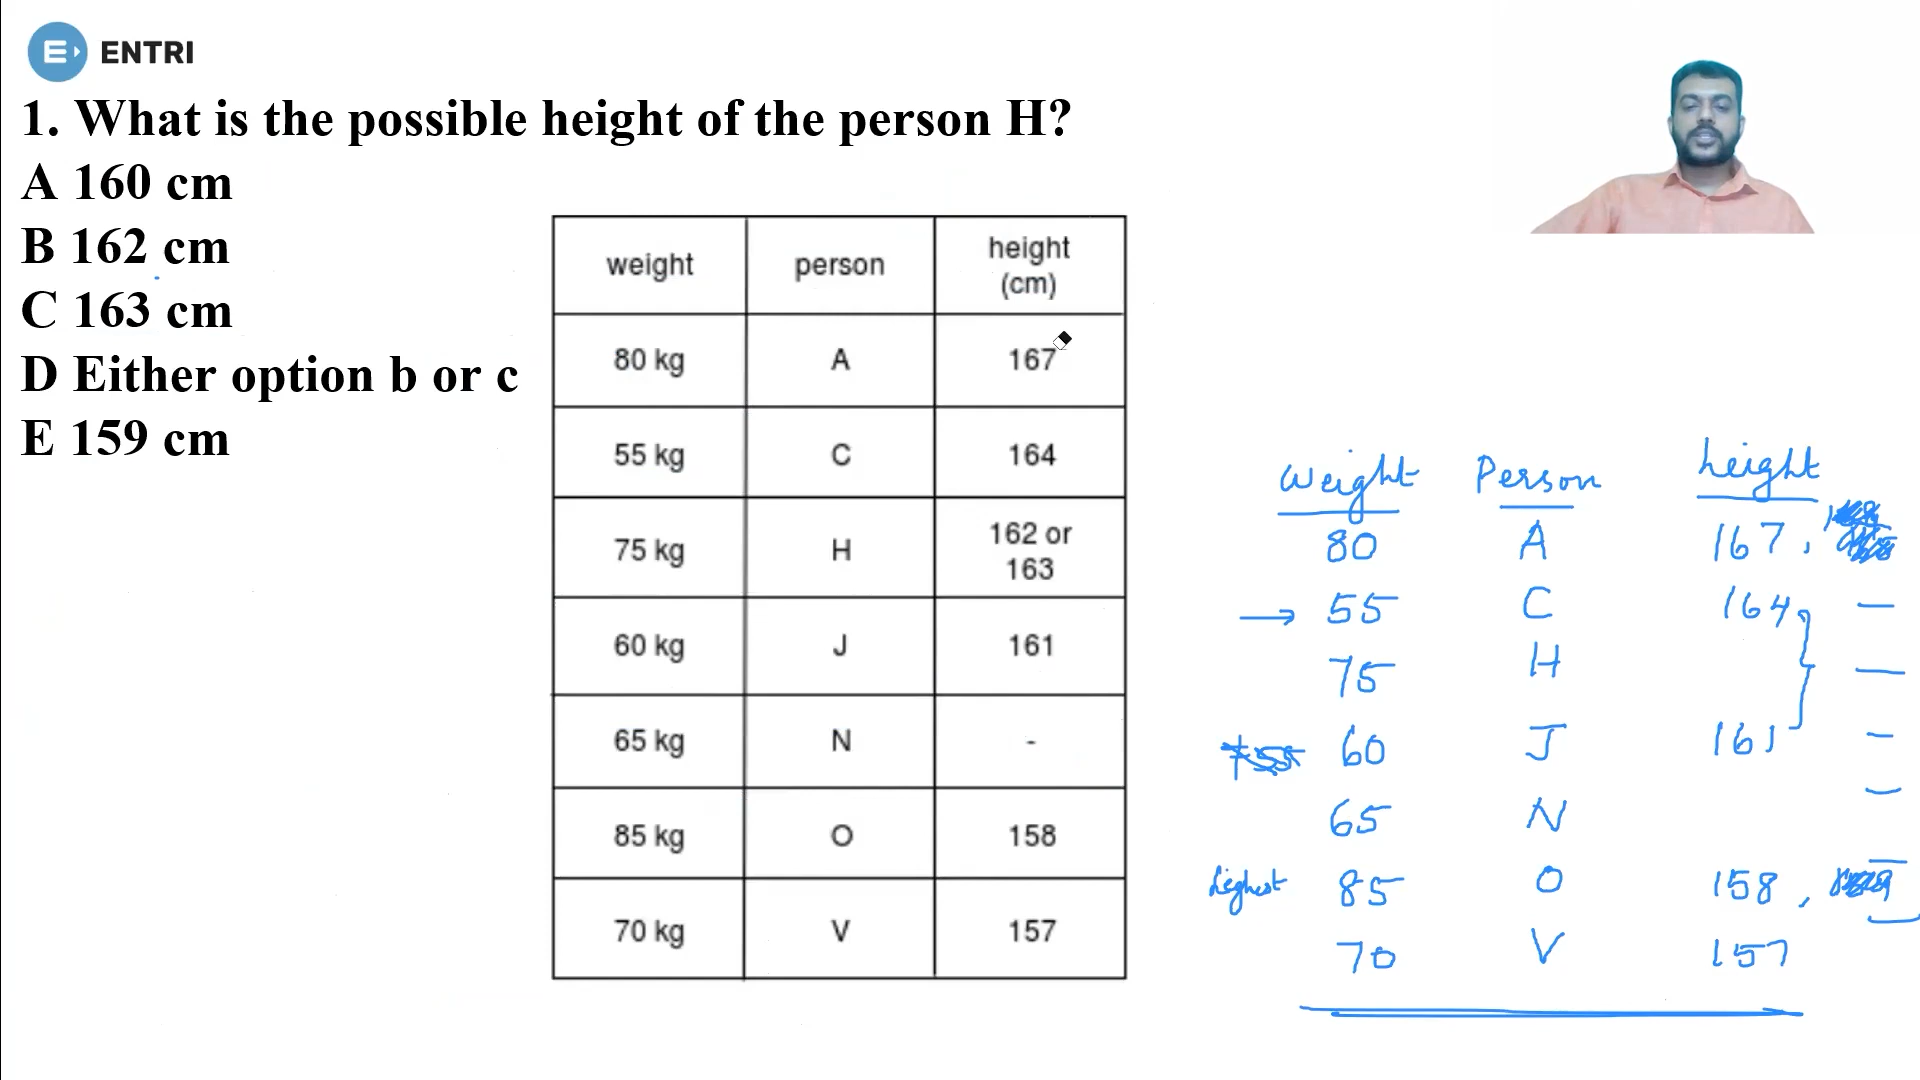 ENTRI
1. What is the possible height of the person H?
A 160 cm
B 162 cm
C 163 cm
D Either option b or c
E 159 cm
weight person height (cm)
80 kg A 167
55 kg C 164
75 kg H 162 or 163
60 kg J 161
65 kg N -
85 kg O 158
70 kg V 157
Weight Person height
80 A 167,
55 C 164
75 H
60 J 161
65 N
highest 85 O 158,
70 V 157